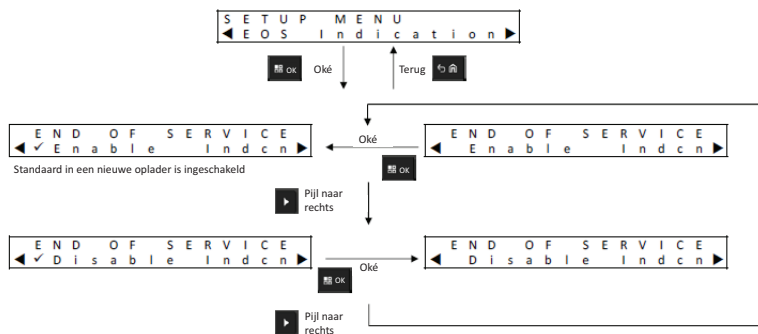 SETUP MENU
◀EOS Indication▶
OK Oké Terug
END OF SERVICE
◀✓Enable Indcn▶
Oké
OK
END OF SERVICE
◀ Enable Indcn▶
Standaard in een nieuwe oplader is ingeschakeld
Pijl naar
rechts
END OF SERVICE
◀✓Disable Indcn▶
Oké
OK
END OF SERVICE
◀ Disable Indcn▶
Pijl naar
rechts